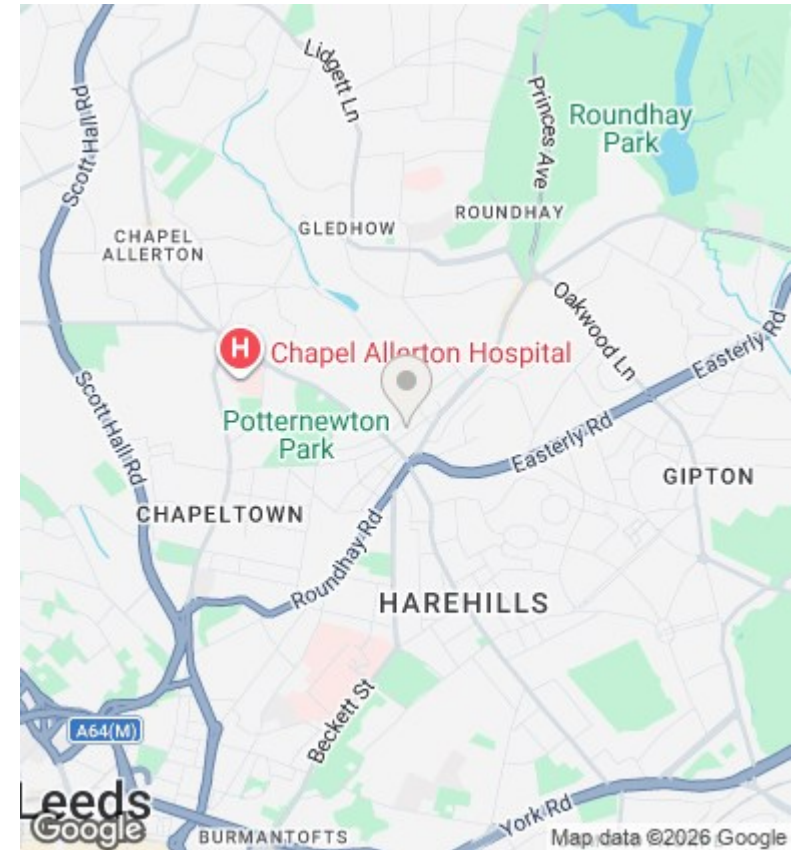 Lidgett Ln
Scott Hall Rd
Princes Ave
Roundhay
Park
ROUNDHAY
GLEDHOW
CHAPEL
ALLERTON
Oakwood Ln
Easterly Rd
H
Chapel Allerton Hospital
Scott Hall Rd
Potternewton
Park
Easterly Rd
GIPTON
CHAPELTOWN
Roundhay Rd
HAREHILLS
Beckett St
A64(M)
Leeds
Google
BURMANTOFTS
York Rd
Map data ©2026 Google